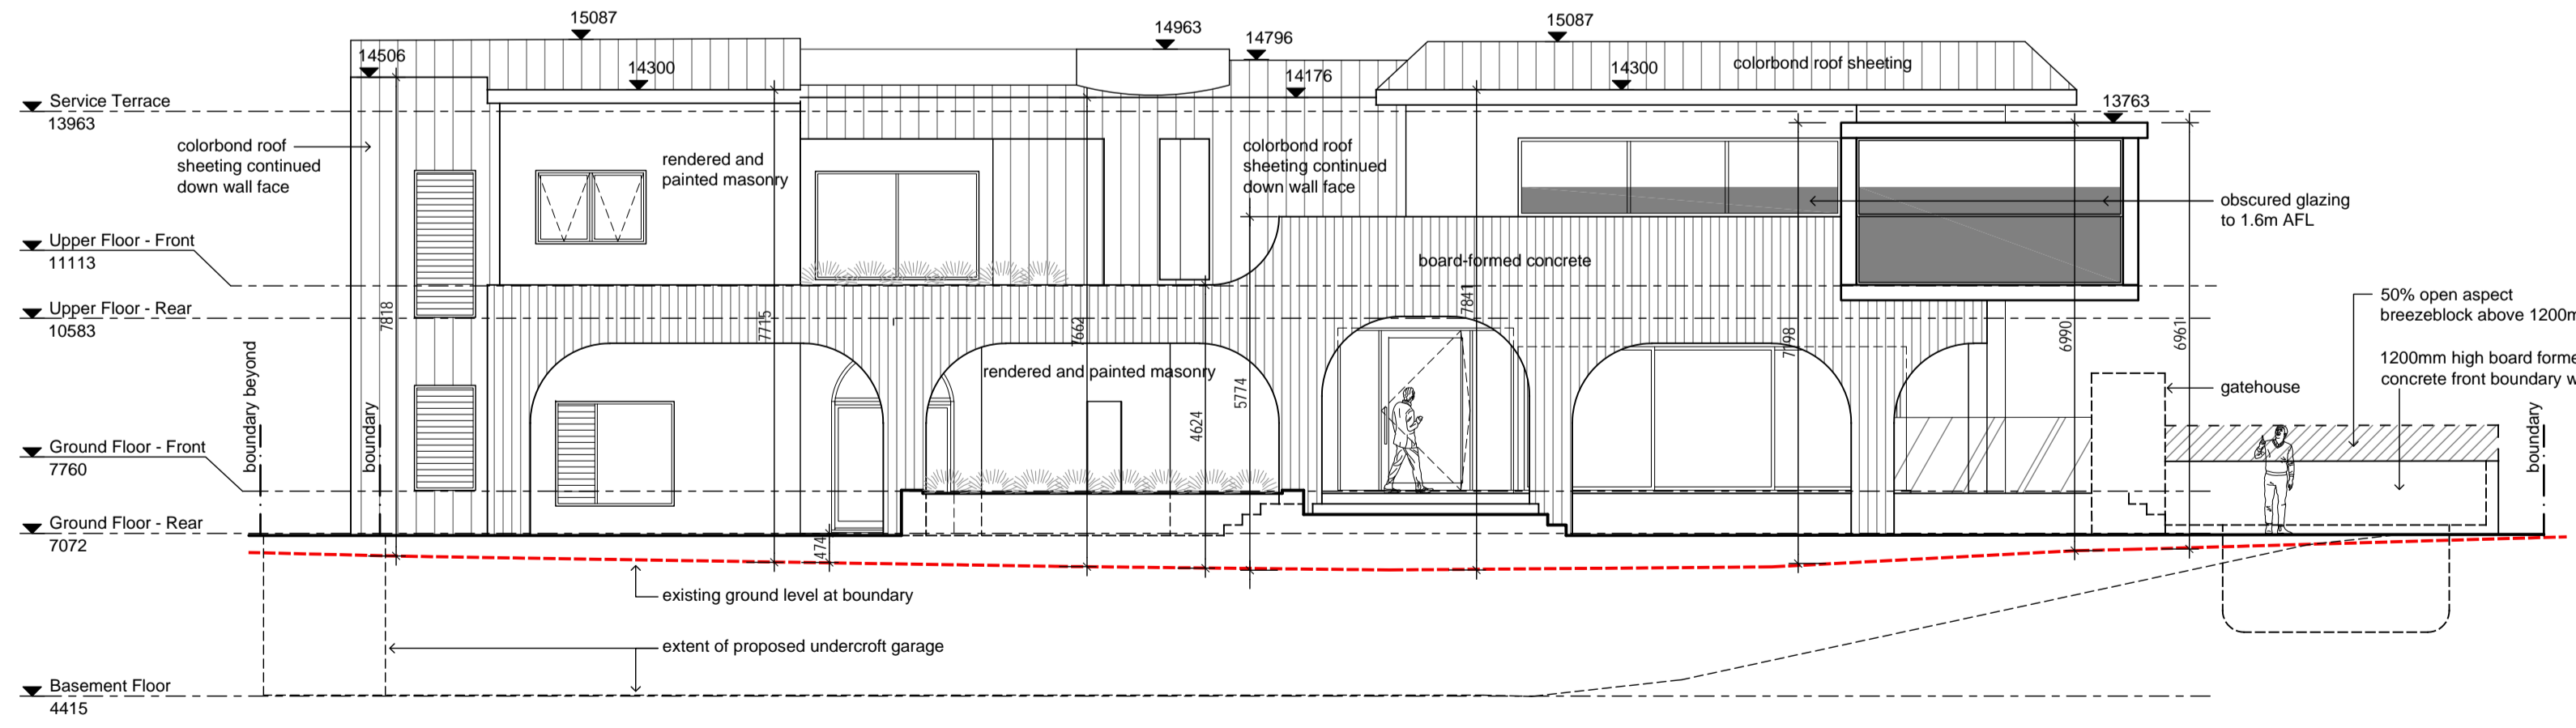 15087
14963
15087
14796
14506
14300
14176
14300
colorbond roof sheeting
13763
Service Terrace
13963
colorbond roof
sheeting continued
down wall face
rendered and
painted masonry
colorbond roof
sheeting continued
down wall face
obscured glazing
to 1.6m AFL
Upper Floor - Front
11113
board-formed concrete
Upper Floor - Rear
10583
7818
7715
7662
7841
6990
6961
50% open aspect
breezeblock above 1200m
1200mm high board forme
concrete front boundary w
boundary beyond
boundary
rendered and painted masonry
5774
4624
gatehouse
boundary
Ground Floor - Front
7760
Ground Floor - Rear
7072
474
existing ground level at boundary
extent of proposed undercroft garage
Basement Floor
4415